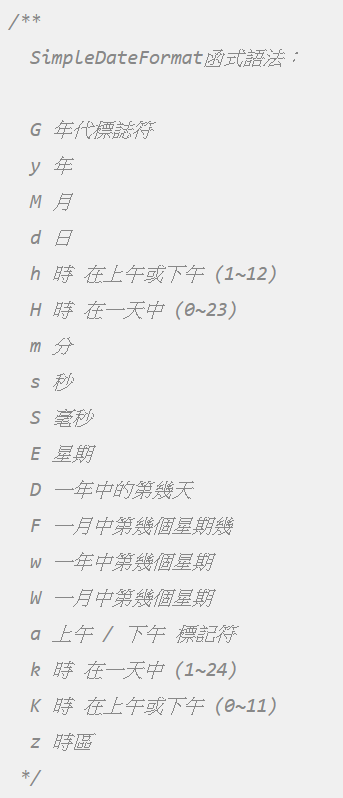 /**
SimpleDateFormat函式語法：
G 年代標誌符
y 年
M 月
d 日
h 時 在上午或下午 (1~12)
H 時 在一天中 (0~23)
m 分
s 秒
S 毫秒
E 星期
D 一年中的第幾天
F 一月中第幾個星期幾
w 一年中第幾個星期
W 一月中第幾個星期
a 上午 / 下午 標記符
k 時 在一天中 (1~24)
K 時 在上午或下午 (0~11)
z 時區
*/